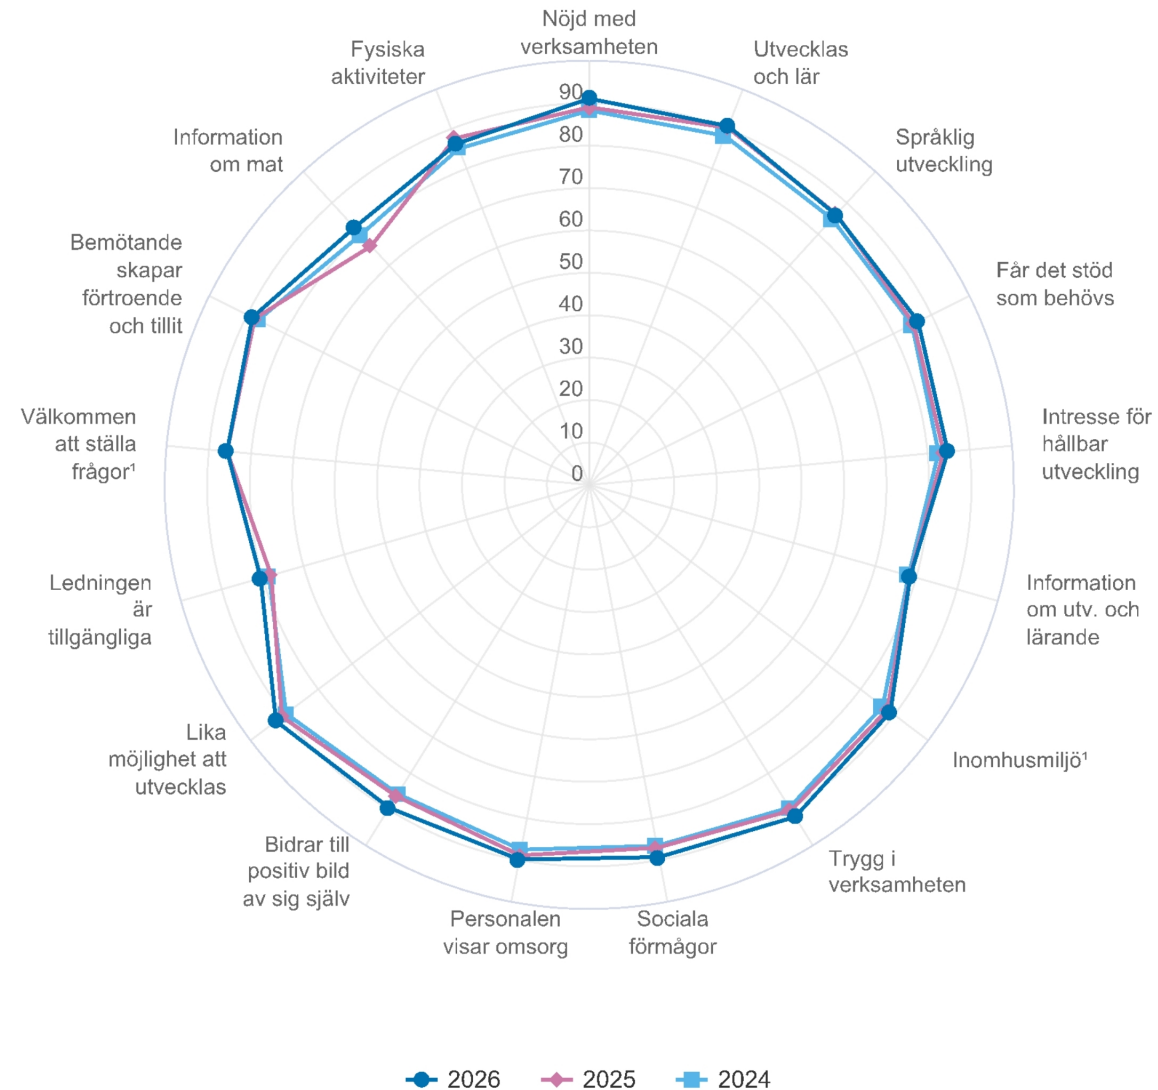 Nöjd med
verksamheten
Utvecklas
och lär
Språklig
utveckling
Får det stöd
som behövs
Intresse för
hållbar
utveckling
Information
om utv. och
lärande
Inomhusmiljö¹
Trygg i
verksamheten
Sociala
förmågor
Personalen
visar omsorg
Bidrar till
positiv bild
av sig själv
Lika
möjlighet att
utvecklas
Ledningen
är
tillgängliga
Välkommen
att ställa
frågor¹
Bemötande
skapar
förtroende
och tillit
Information
om mat
Fysiska
aktiviteter
90
80
70
60
50
40
30
20
10
0
2026 2025 2024